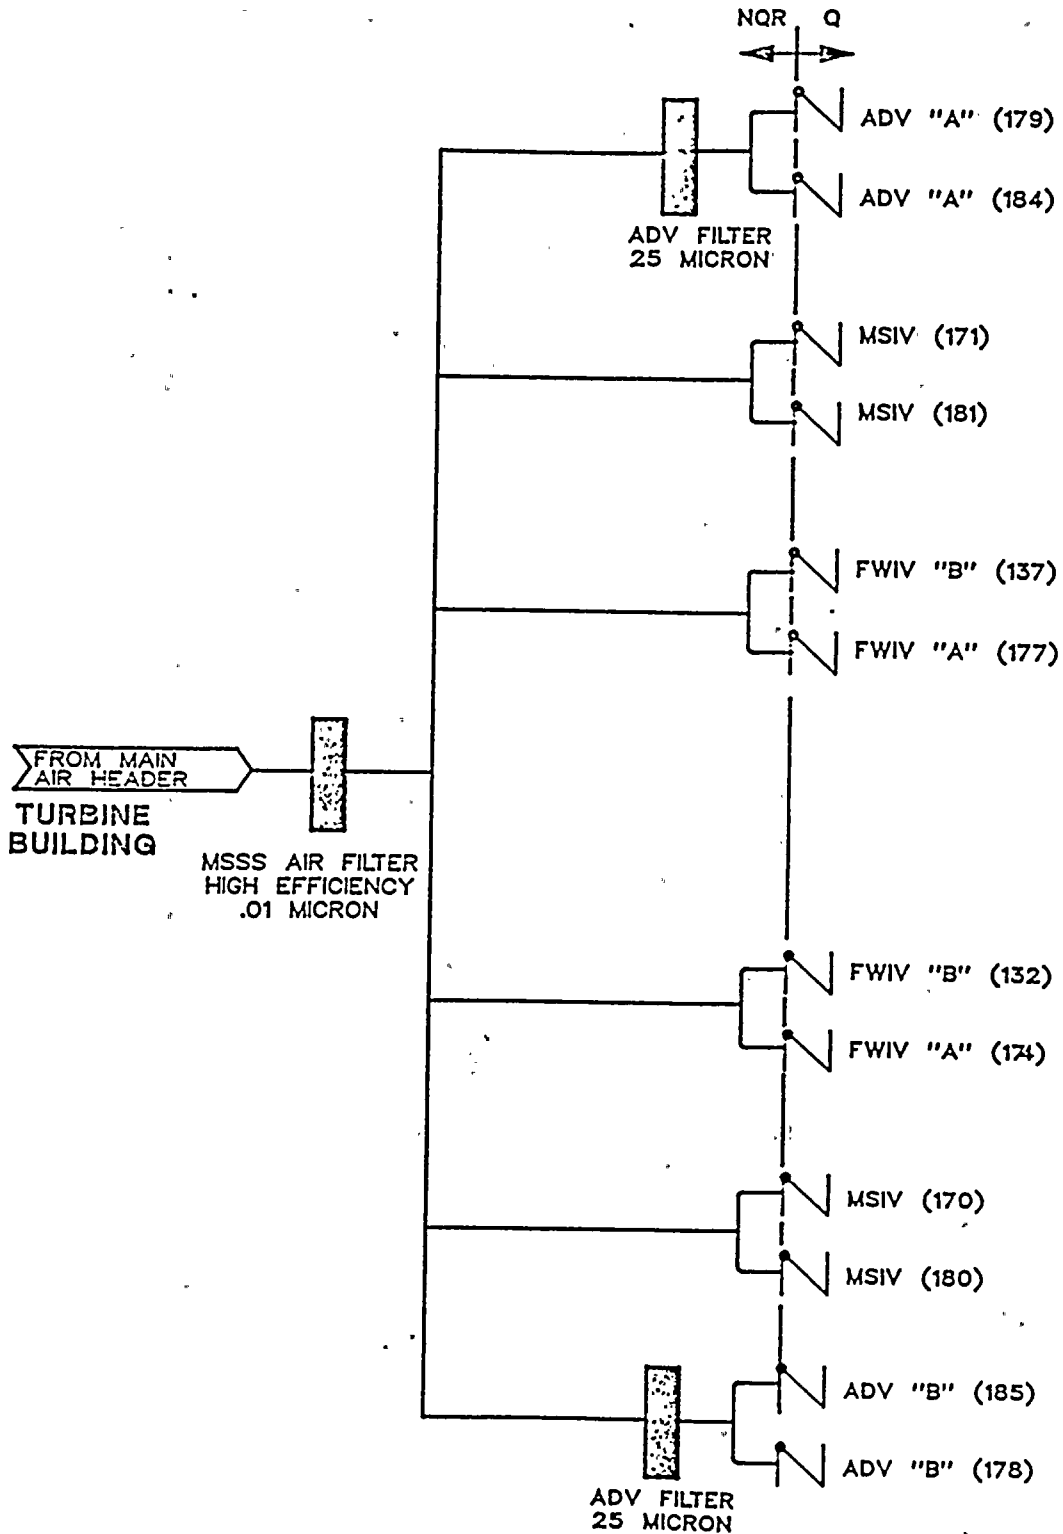 NQR Q
ADV "A" (179)
ADV "A" (184)
ADV FILTER
25 MICRON
MSIV (171)
MSIV (181)
FWIV "B" (137)
FWIV "A" (177)
FROM MAIN
AIR HEADER
TURBINE
BUILDING
MSSS AIR FILTER
HIGH EFFICIENCY
.01 MICRON
FWIV "B" (132)
FWIV "A" (174)
MSIV (170)
MSIV (180)
ADV "B" (185)
ADV "B" (178)
ADV FILTER
25 MICRON